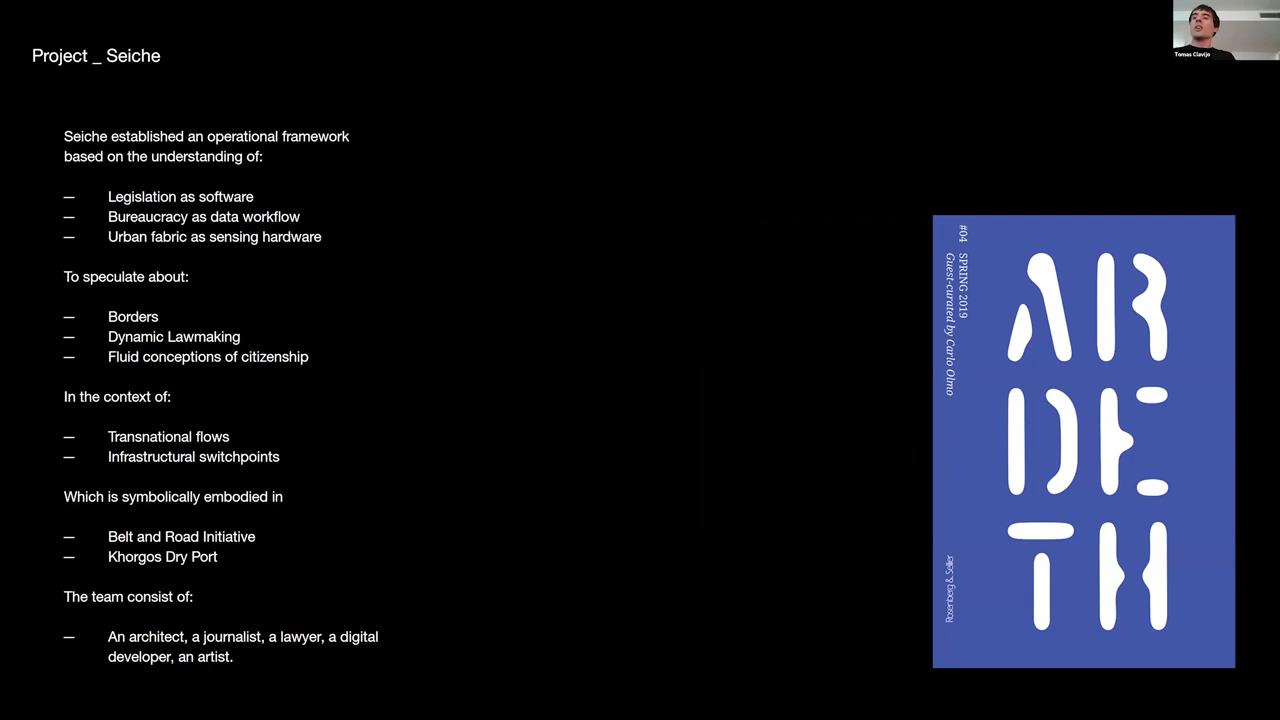 Project _ Seiche
Tomas Clavijo
Seiche established an operational framework
based on the understanding of:
— Legislation as software
— Bureaucracy as data workflow
— Urban fabric as sensing hardware
To speculate about:
— Borders
— Dynamic Lawmaking
— Fluid conceptions of citizenship
In the context of:
— Transnational flows
— Infrastructural switchpoints
Which is symbolically embodied in
— Belt and Road Initiative
— Khorgos Dry Port
The team consist of:
— An architect, a journalist, a lawyer, a digital
developer, an artist.
#04 SPRING 2019
Guest-curated by Carlo Olmo
AR
DE
TH
Rosenberg & Sellier